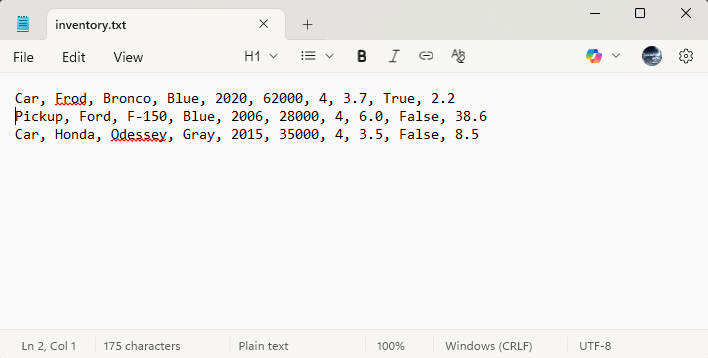 inventory.txt
File Edit View H1 B I
Car, Frod, Bronco, Blue, 2020, 62000, 4, 3.7, True, 2.2
Pickup, Ford, F-150, Blue, 2006, 28000, 4, 6.0, False, 38.6
Car, Honda, Odessey, Gray, 2015, 35000, 4, 3.5, False, 8.5
Ln 2, Col 1 175 characters Plain text 100% Windows (CRLF) UTF-8